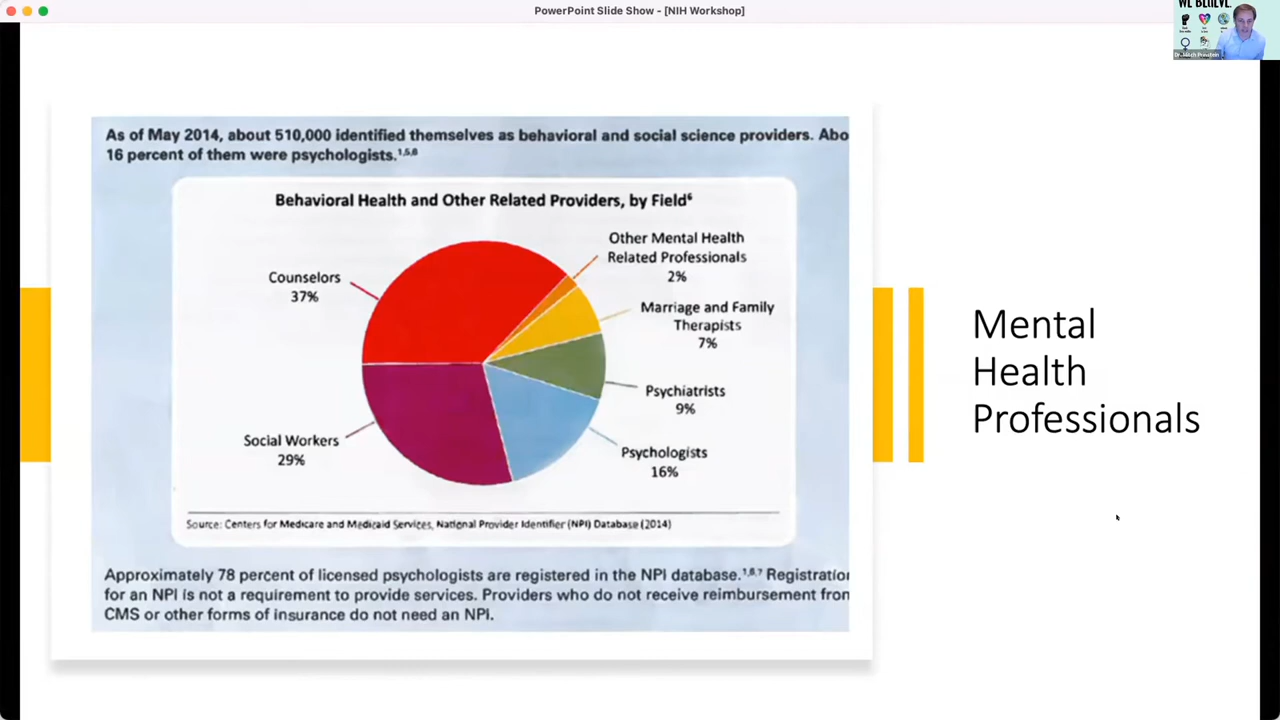 PowerPoint Slide Show - [NIH Workshop]
WE BELIEVE
As of May 2014, about 510,000 identified themselves as behavioral and social science providers. Abo
16 percent of them were psychologists.1,5,6
Behavioral Health and Other Related Providers, by Field6
Other Mental Health
Related Professionals
2%
Counselors
37%
Marriage and Family
Therapists
7%
Psychiatrists
9%
Social Workers
29%
Psychologists
16%
Source: Centers for Medicare and Medicaid Services, National Provider Identifier (NPI) Database (2014)
Approximately 78 percent of licensed psychologists are registered in the NPI database.1,6,7 Registration
for an NPI is not a requirement to provide services. Providers who do not receive reimbursement from
CMS or other forms of insurance do not need an NPI.
Mental
Health
Professionals